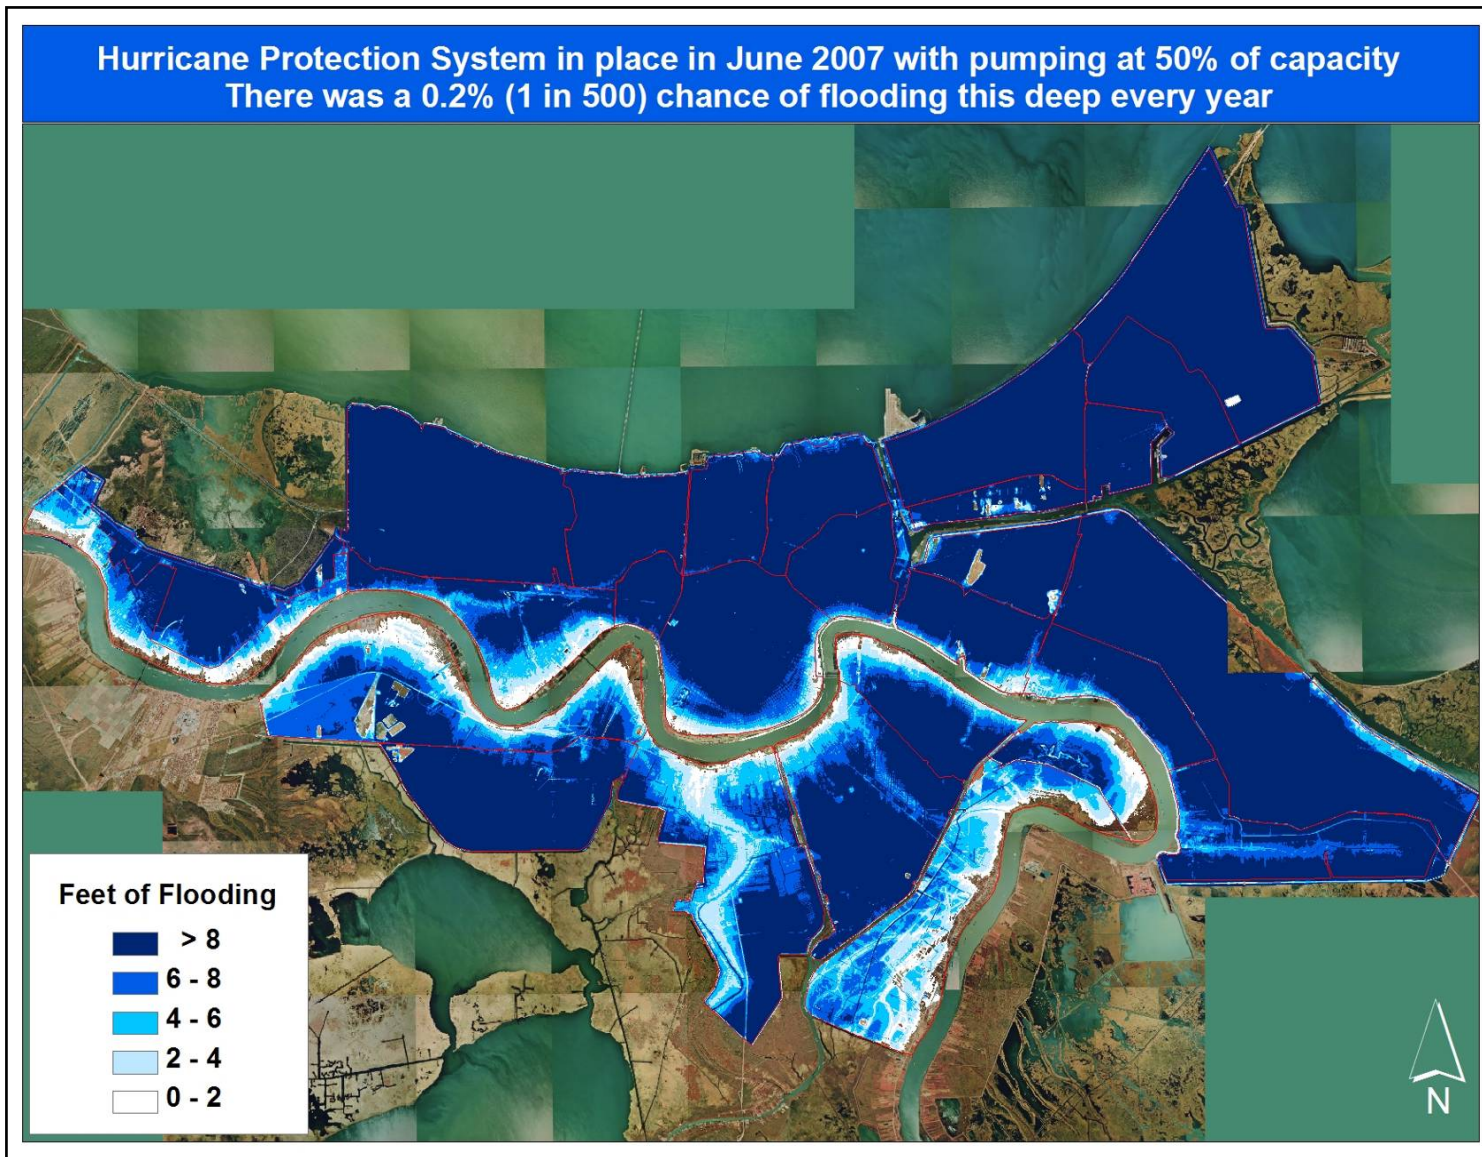 Hurricane Protection System in place in June 2007 with pumping at 50% of capacity
There was a 0.2% (1 in 500) chance of flooding this deep every year
Feet of Flooding
> 8
6 - 8
4 - 6
2 - 4
0 - 2
N